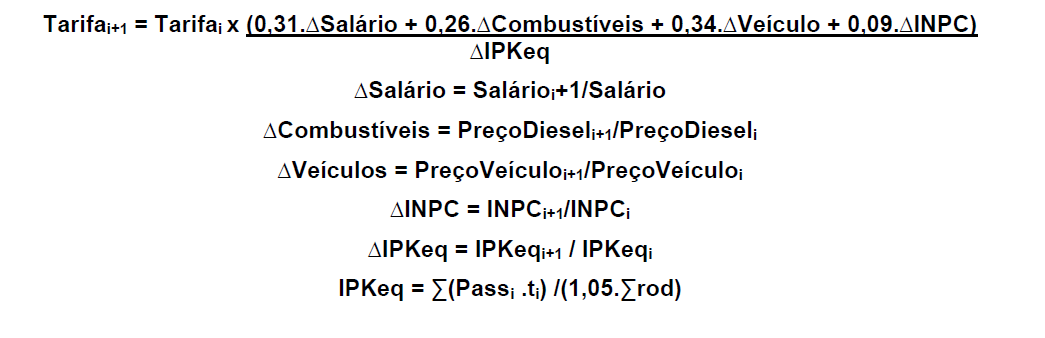 Tarifaᵢ₊₁ = Tarifaᵢ x (0,31.∆Salário + 0,26.∆Combustíveis + 0,34.∆Veículo + 0,09.∆INPC)
∆IPKeq
∆Salário = Salárioᵢ+1/Salário
∆Combustíveis = PreçoDieselᵢ₊₁/PreçoDieselᵢ
∆Veículos = PreçoVeículoᵢ₊₁/PreçoVeículoᵢ
∆INPC = INPCᵢ₊₁/INPCᵢ
∆IPKeq = IPKeqᵢ₊₁ / IPKeqᵢ
IPKeq = ∑(Passᵢ .tᵢ) /(1,05.∑rod)